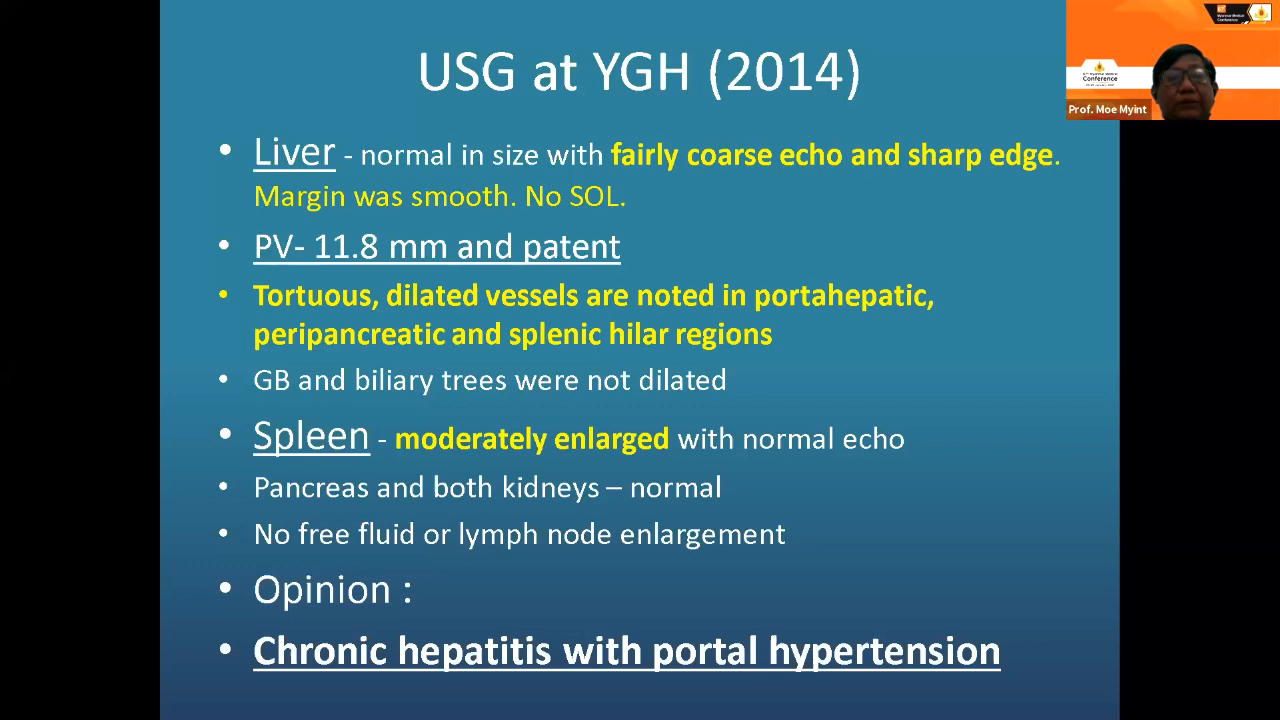 USG at YGH (2014)
Myanmar Medical
Conference
Conference
Prof. Moe Myint
• Liver - normal in size with fairly coarse echo and sharp edge.
Margin was smooth. No SOL.
• PV- 11.8 mm and patent
• Tortuous, dilated vessels are noted in portahepatic,
peripancreatic and splenic hilar regions
• GB and biliary trees were not dilated
• Spleen - moderately enlarged with normal echo
• Pancreas and both kidneys – normal
• No free fluid or lymph node enlargement
• Opinion :
• Chronic hepatitis with portal hypertension